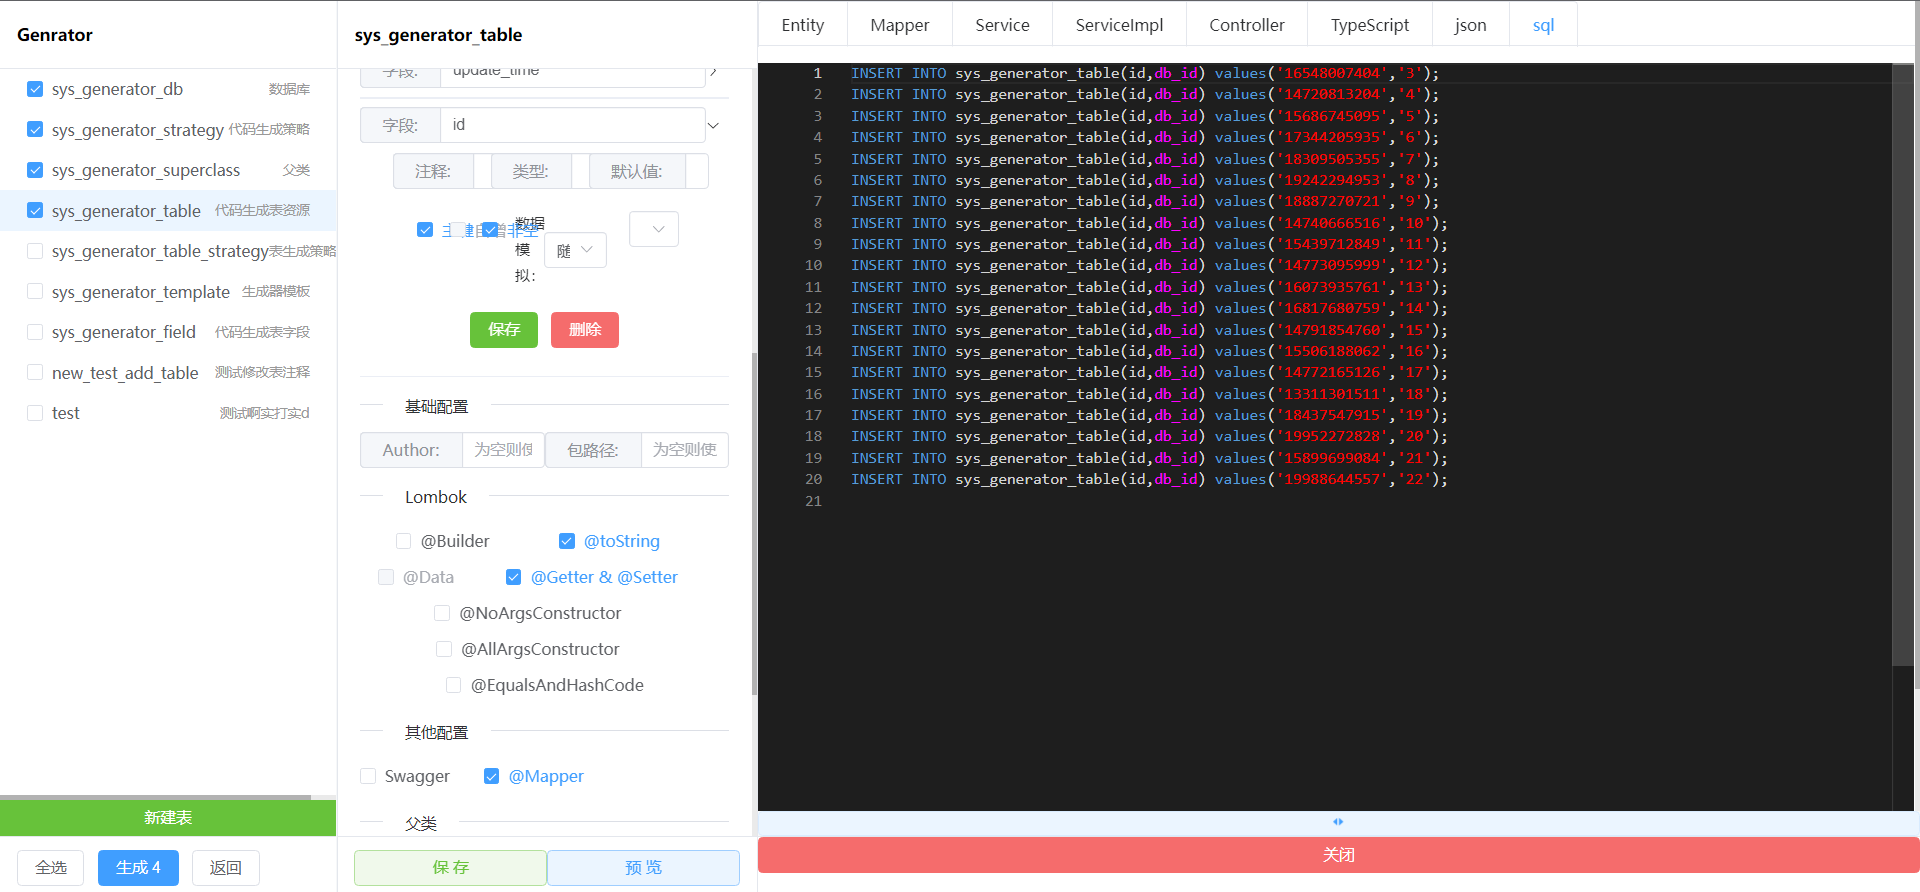 Genrator
sys_generator_db 数据库
sys_generator_strategy 代码生成策略
sys_generator_superclass 父类
sys_generator_table 代码生成表资源
sys_generator_table_strategy表生成策略
sys_generator_template 生成器模板
sys_generator_field 代码生成表字段
new_test_add_table 测试修改表注释
test 测试啊实打实d
新建表
全选 生成 4 返回
sys_generator_table
字段: update_time
字段: id
注释: 类型: 默认值:
主建自增非空
数据
模
拟:
随
保存 删除
基础配置
Author: 为空则使 包路径: 为空则使
Lombok
@Builder @toString
@Data @Getter & @Setter
@NoArgsConstructor
@AllArgsConstructor
@EqualsAndHashCode
其他配置
Swagger @Mapper
父类
保 存 预 览
Entity Mapper Service ServiceImpl Controller TypeScript json sql
1 INSERT INTO sys_generator_table(id,db_id) values('16548007404','3');
2 INSERT INTO sys_generator_table(id,db_id) values('14720813204','4');
3 INSERT INTO sys_generator_table(id,db_id) values('15686745095','5');
4 INSERT INTO sys_generator_table(id,db_id) values('17344205935','6');
5 INSERT INTO sys_generator_table(id,db_id) values('18309505355','7');
6 INSERT INTO sys_generator_table(id,db_id) values('19242294953','8');
7 INSERT INTO sys_generator_table(id,db_id) values('18887270721','9');
8 INSERT INTO sys_generator_table(id,db_id) values('14740666516','10');
9 INSERT INTO sys_generator_table(id,db_id) values('15439712849','11');
10 INSERT INTO sys_generator_table(id,db_id) values('14773095999','12');
11 INSERT INTO sys_generator_table(id,db_id) values('16073935761','13');
12 INSERT INTO sys_generator_table(id,db_id) values('16817680759','14');
13 INSERT INTO sys_generator_table(id,db_id) values('14791854760','15');
14 INSERT INTO sys_generator_table(id,db_id) values('15506188062','16');
15 INSERT INTO sys_generator_table(id,db_id) values('14772165126','17');
16 INSERT INTO sys_generator_table(id,db_id) values('13311301511','18');
17 INSERT INTO sys_generator_table(id,db_id) values('18437547915','19');
18 INSERT INTO sys_generator_table(id,db_id) values('19952272828','20');
19 INSERT INTO sys_generator_table(id,db_id) values('15899699084','21');
20 INSERT INTO sys_generator_table(id,db_id) values('19988644557','22');
21
关闭